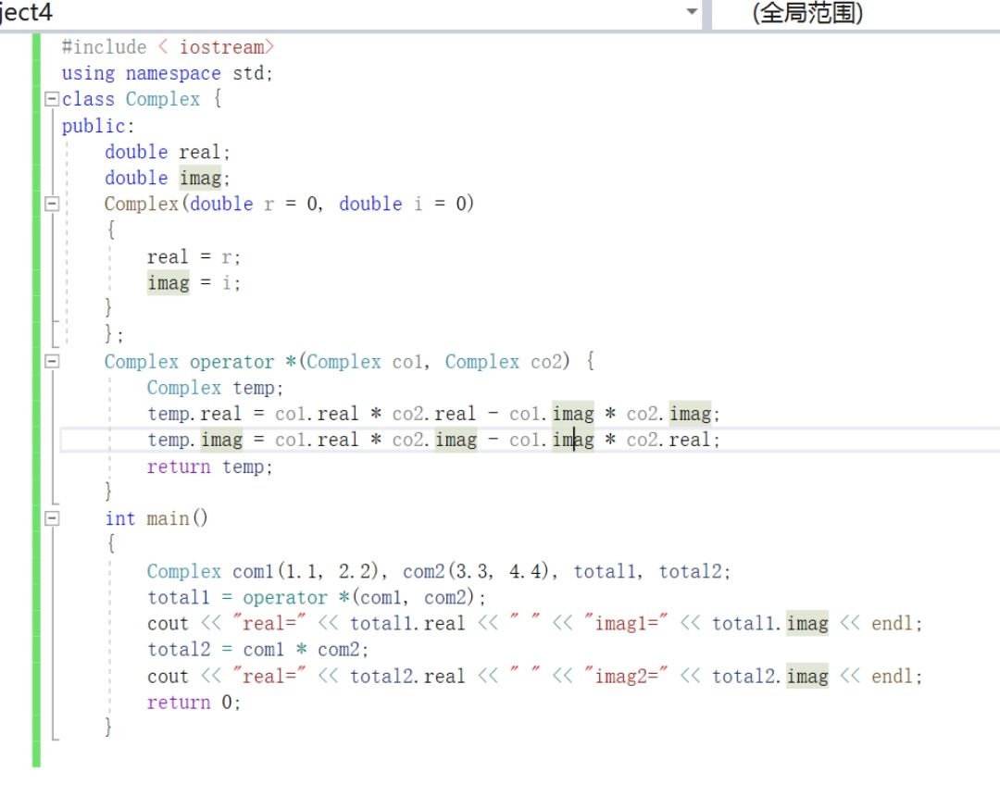 ject4
(全局范围)
#include < iostream>
using namespace std;
class Complex {
public:
    double real;
    double imag;
    Complex(double r = 0, double i = 0)
    {
        real = r;
        imag = i;
    }
    };
    Complex operator *(Complex co1, Complex co2) {
        Complex temp;
        temp.real = co1.real * co2.real - co1.imag * co2.imag;
        temp.imag = co1.real * co2.imag - co1.imag * co2.real;
        return temp;
    }
    int main()
    {
        Complex com1(1.1, 2.2), com2(3.3, 4.4), total1, total2;
        total1 = operator *(com1, com2);
        cout << "real=" << total1.real << " " << "imag1=" << total1.imag << endl;
        total2 = com1 * com2;
        cout << "real=" << total2.real << " " << "imag2=" << total2.imag << endl;
        return 0;
    }